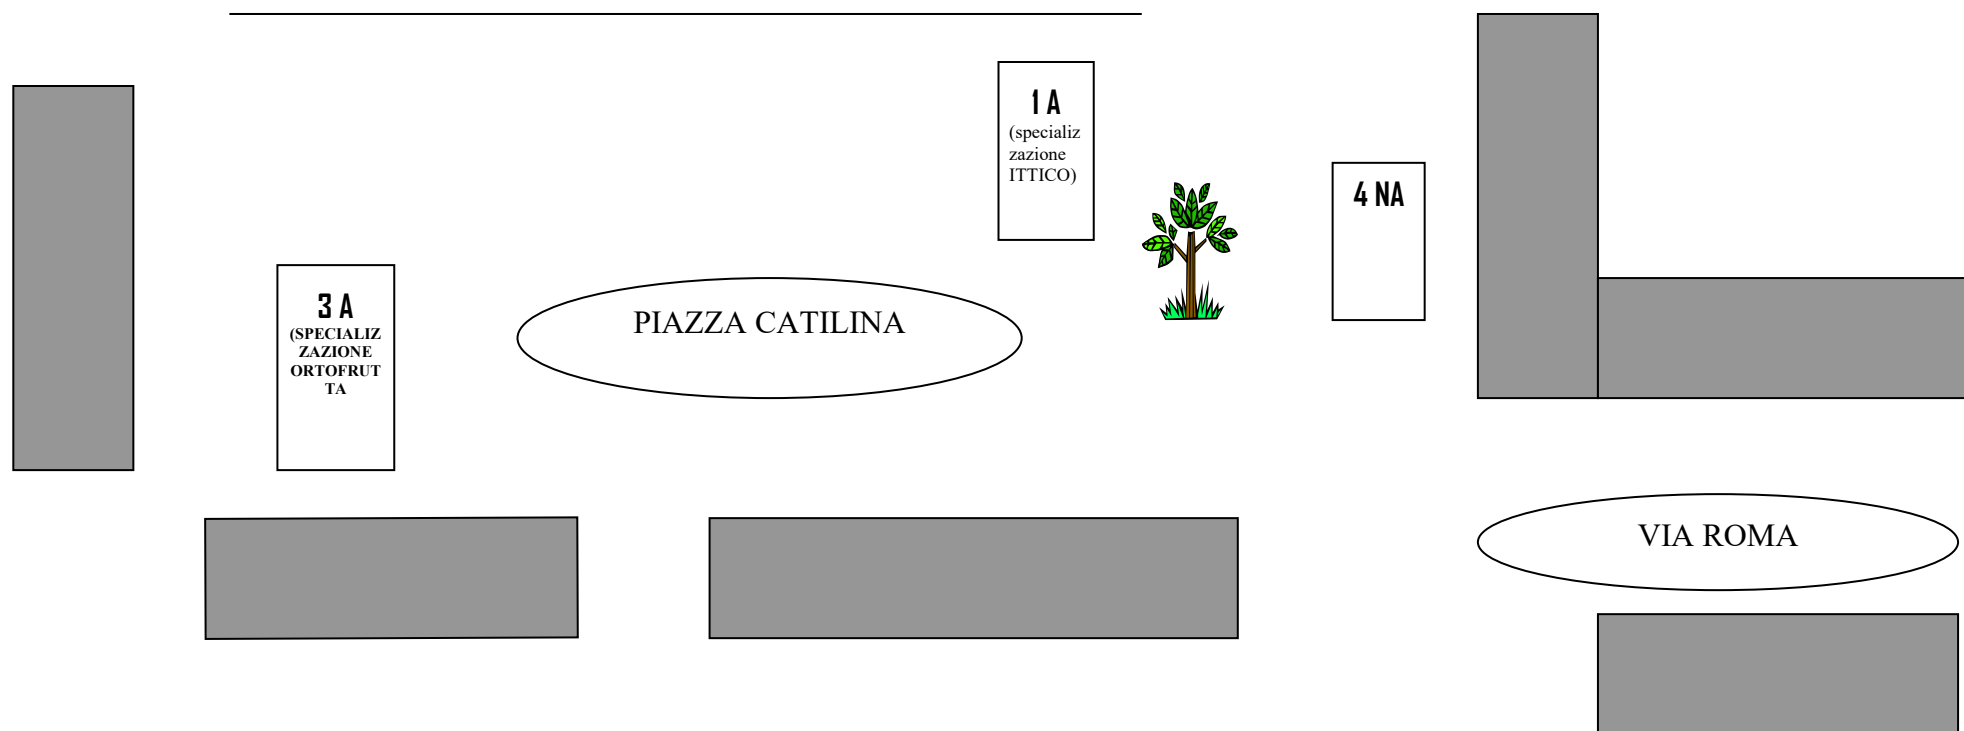 1 A
(specializ
zazione
ITTICO)
4 NA
3 A
(SPECIALIZ
ZAZIONE
ORTOFRUT
TA
PIAZZA CATILINA
VIA ROMA